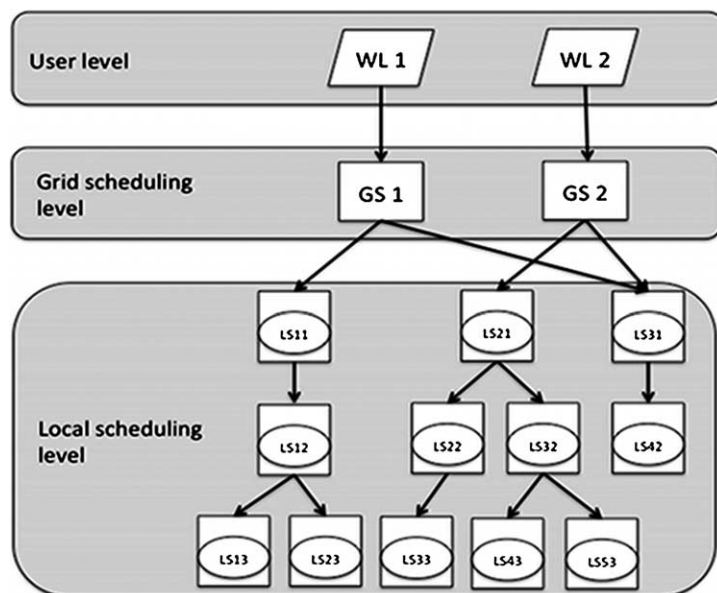 User level
WL 1
WL 2
Grid scheduling
level
GS 1
GS 2
LS11
LS21
LS31
Local scheduling
level
LS12
LS22
LS32
LS42
LS13
LS23
LS33
LS43
LS53